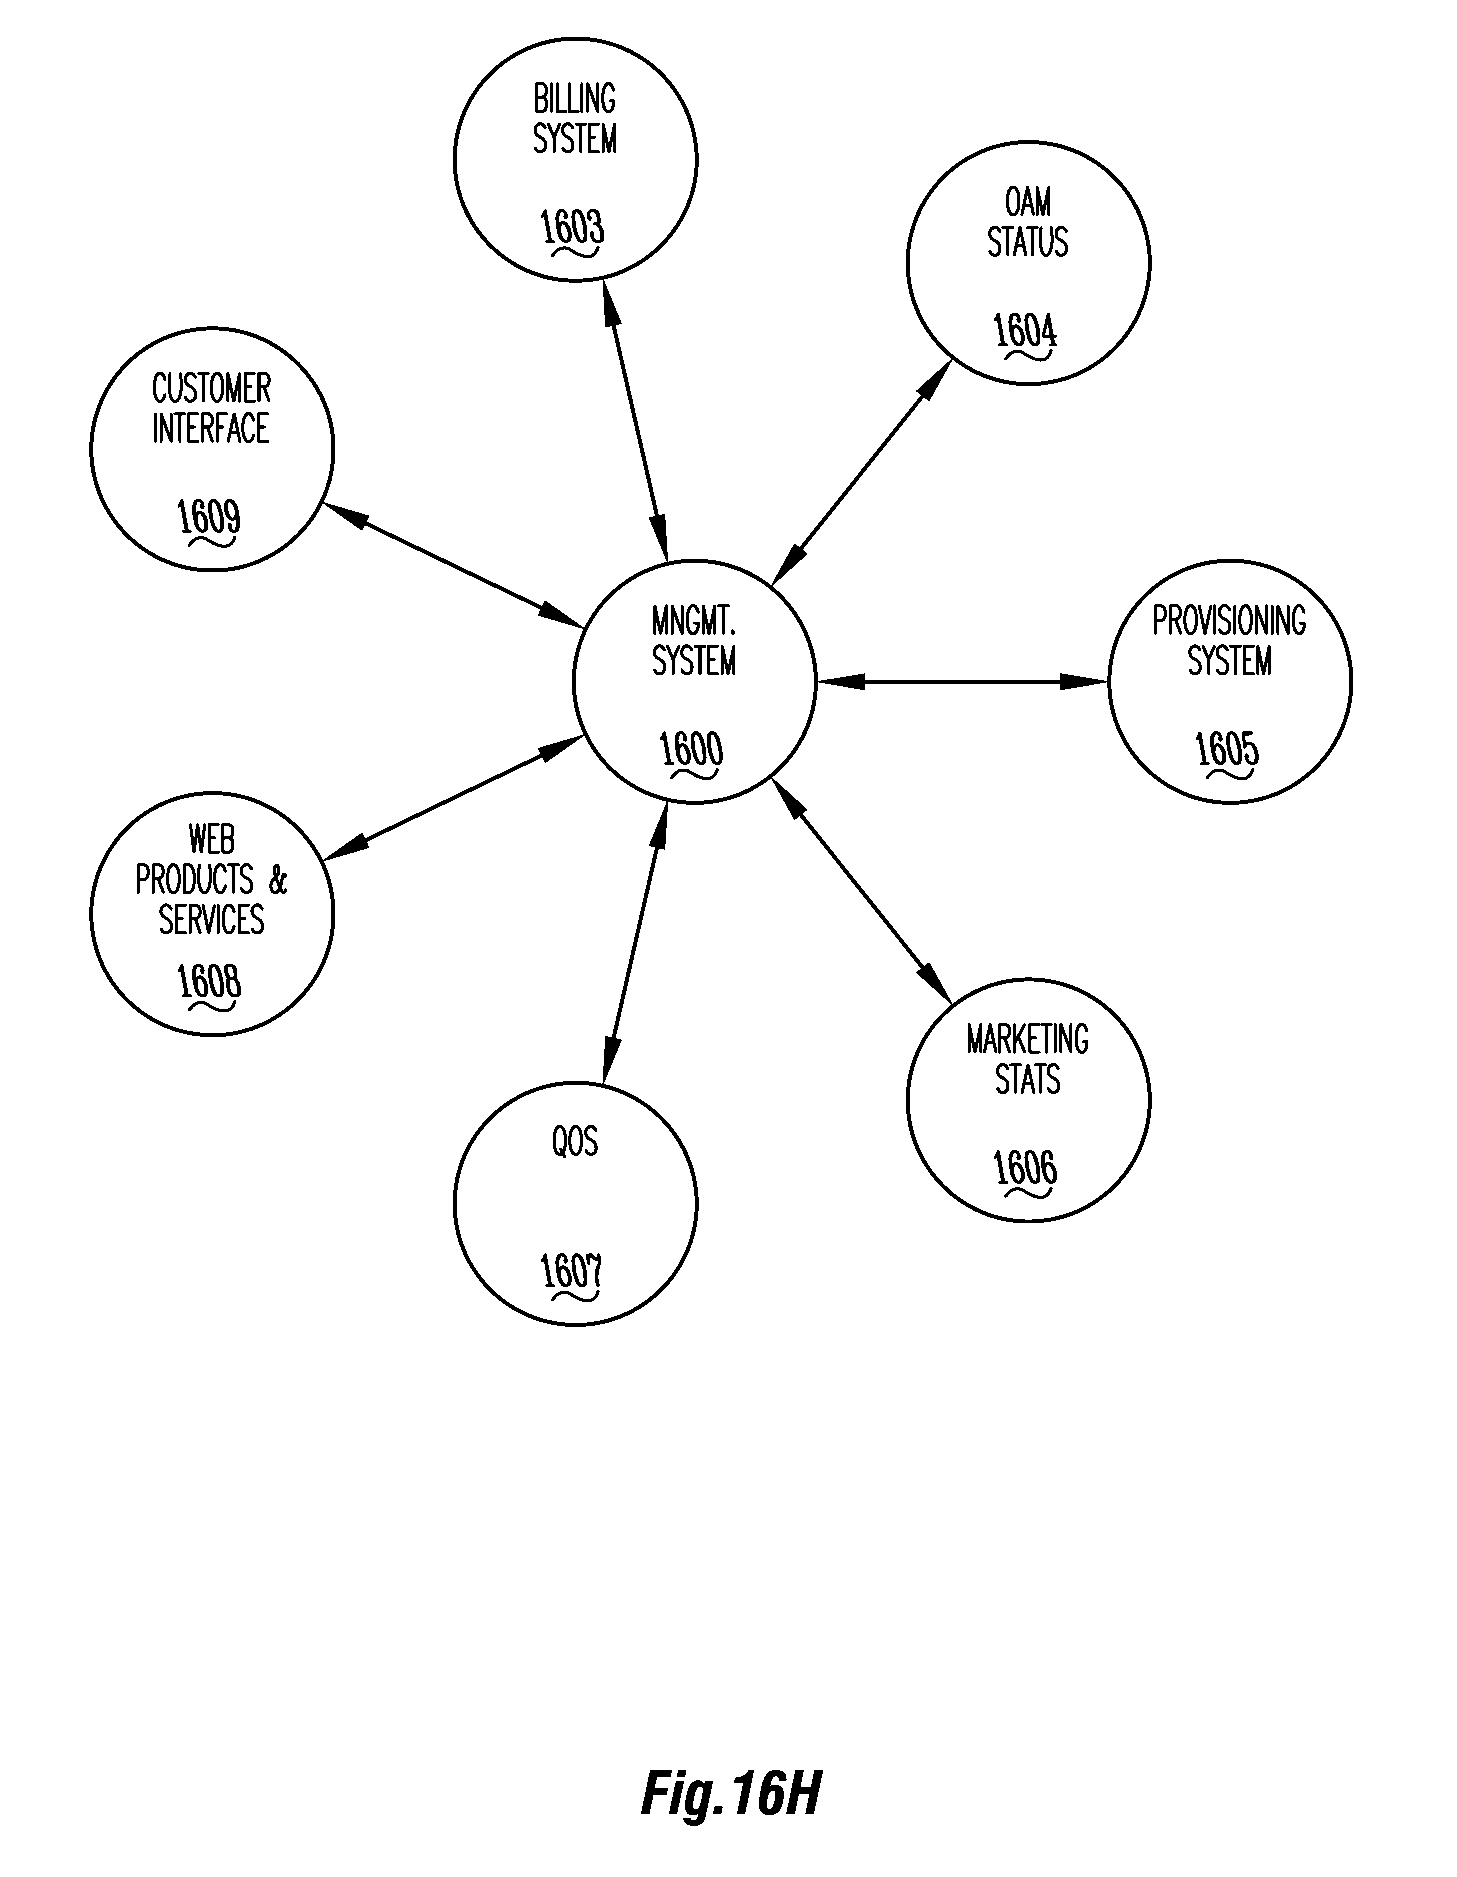 BILLING
SYSTEM
1603
OAM
STATUS
1604
CUSTOMER
INTERFACE
1609
MNGMT.
SYSTEM
1600
PROVISIONING
SYSTEM
1605
WEB
PRODUCTS &
SERVICES
1608
MARKETING
STATS
1606
QOS
1607
Fig.16H